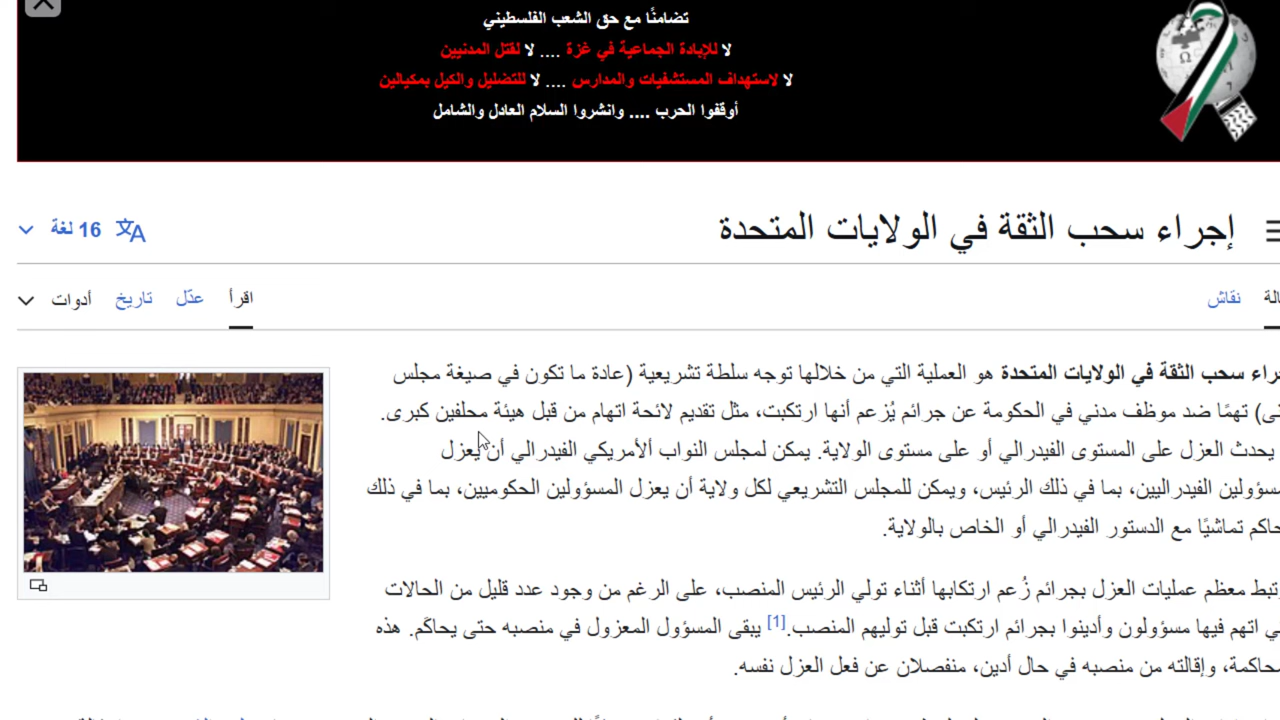 تضامنًا مع حق الشعب الفلسطيني
لا للإبادة الجماعية في غزة .... لا لقتل المدنيين
لا لاستهداف المستشفيات والمدارس .... لا للتضليل والكيل بمكيالين
أوقفوا الحرب .... وانشروا السلام العادل والشامل
إجراء سحب الثقة في الولايات المتحدة
16 لغة
نقاش
اقرأ عدّل تاريخ أدوات
سحب الثقة في الولايات المتحدة هو العملية التي من خلالها توجه سلطة تشريعية (عادة ما تكون في صيغة مجلس
تهمًا ضد موظف مدني في الحكومة عن جرائم يُزعم أنها ارتكبت، مثل تقديم لائحة اتهام من قبل هيئة محلفين كبرى.
يحدث العزل على المستوى الفيدرالي أو على مستوى الولاية. يمكن لمجلس النواب الأمريكي الفيدرالي أن يعزل
الفيدراليين، بما في ذلك الرئيس، ويمكن للمجلس التشريعي لكل ولاية أن يعزل المسؤولين الحكوميين، بما في ذلك
تماشيًا مع الدستور الفيدرالي أو الخاص بالولاية.
معظم عمليات العزل بجرائم زُعم ارتكابها أثناء تولي الرئيس المنصب، على الرغم من وجود عدد قليل من الحالات
اتهم فيها مسؤولون وأدينوا بجرائم ارتكبت قبل توليهم المنصب.[1] يبقى المسؤول المعزول في منصبه حتى يحاكَم. هذه
وإقالته من منصبه في حال أدين، منفصلان عن فعل العزل نفسه.